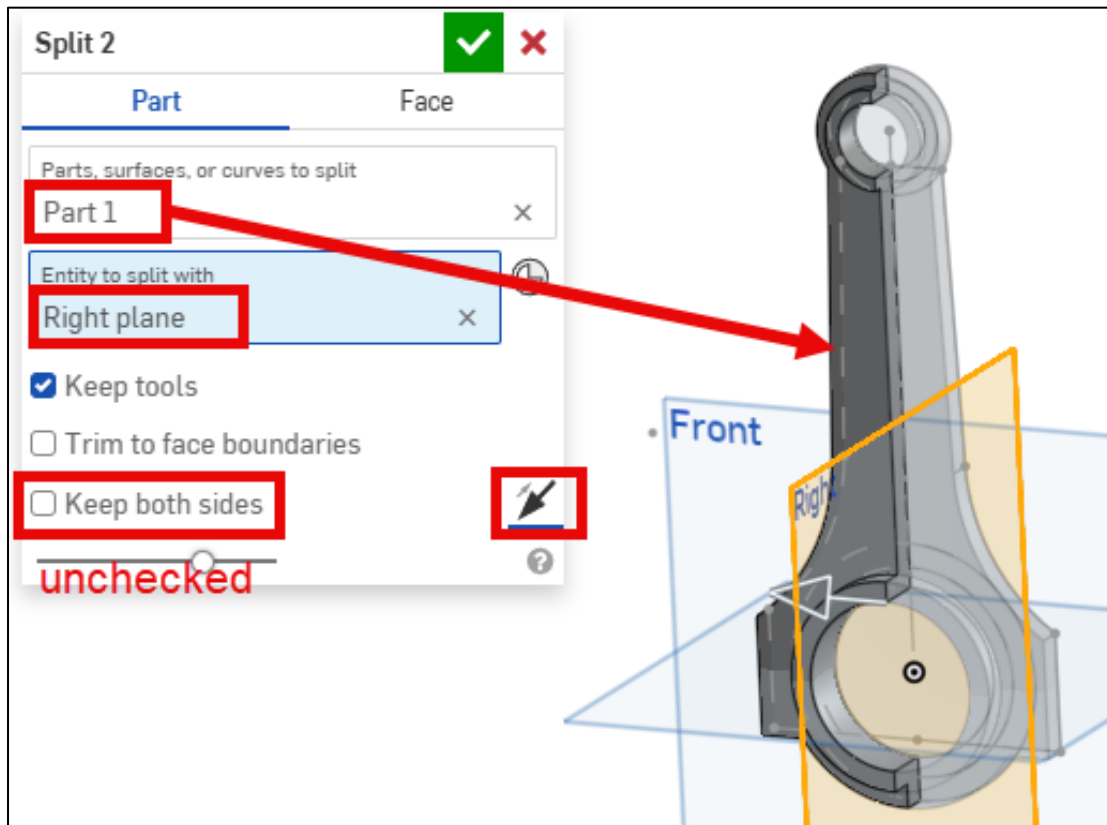 Split 2
Part Face
Parts, surfaces, or curves to split
Part 1
Entity to split with
Right plane
Keep tools
Trim to face boundaries
Keep both sides
unchecked
?
Front
Right